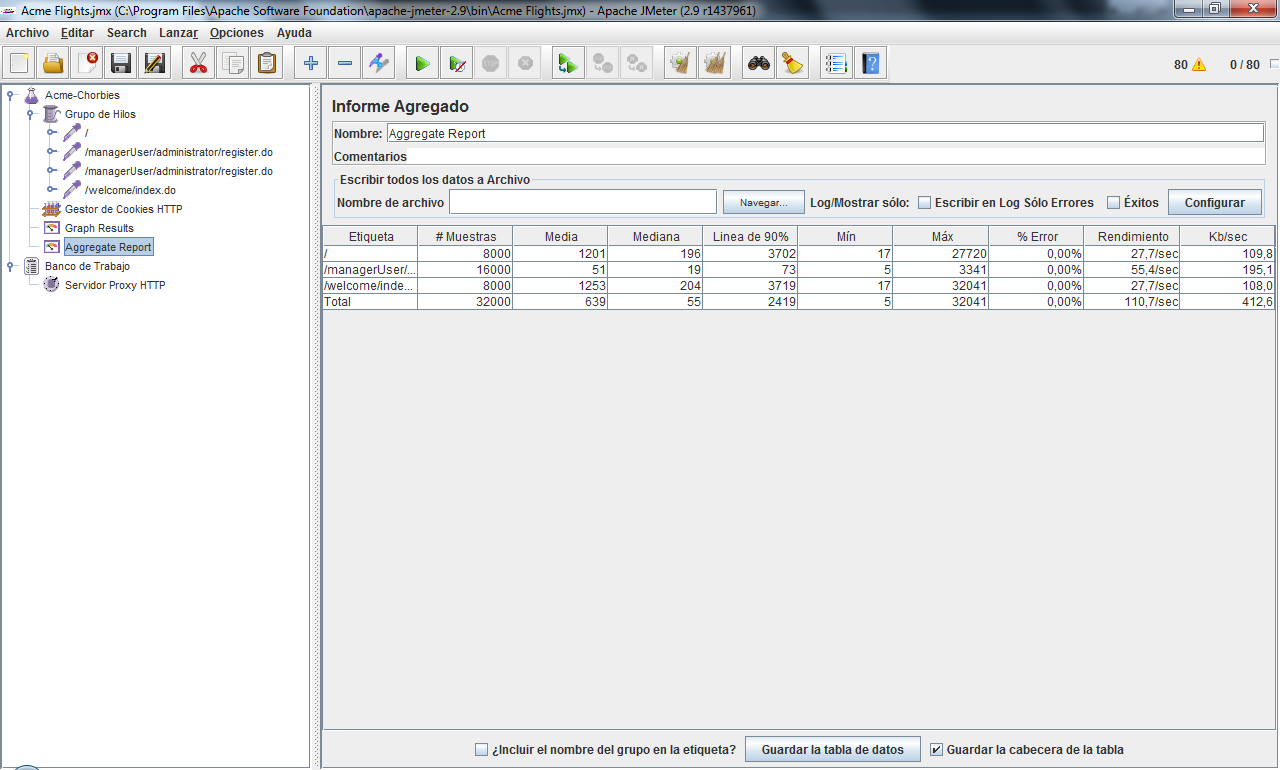 Acme Flights.jmx (C:\Program Files\Apache Software Foundation\apache-jmeter-2.9\bin\Acme Flights.jmx) - Apache JMeter (2.9 r1437961)
Archivo Editar Search Lanzar Opciones Ayuda
80 0 / 80
Acme-Chorbies
Grupo de Hilos
/
/managerUser/administrator/register.do
/managerUser/administrator/register.do
/welcome/index.do
Gestor de Cookies HTTP
Graph Results
Aggregate Report
Banco de Trabajo
Servidor Proxy HTTP
Informe Agregado
Nombre: Aggregate Report
Comentarios
Escribir todos los datos a Archivo
Nombre de archivo Navegar... Log/Mostrar sólo: Escribir en Log Sólo Errores Éxitos Configurar
Etiqueta # Muestras Media Mediana Linea de 90% Mín Máx % Error Rendimiento Kb/sec
/ 8000 1201 196 3702 17 27720 0,00% 27,7/sec 109,8
/managerUser/... 16000 51 19 73 5 3341 0,00% 55,4/sec 195,1
/welcome/inde... 8000 1253 204 3719 17 32041 0,00% 27,7/sec 108,0
Total 32000 639 55 2419 5 32041 0,00% 110,7/sec 412,6
¿Incluir el nombre del grupo en la etiqueta? Guardar la tabla de datos Guardar la cabecera de la tabla